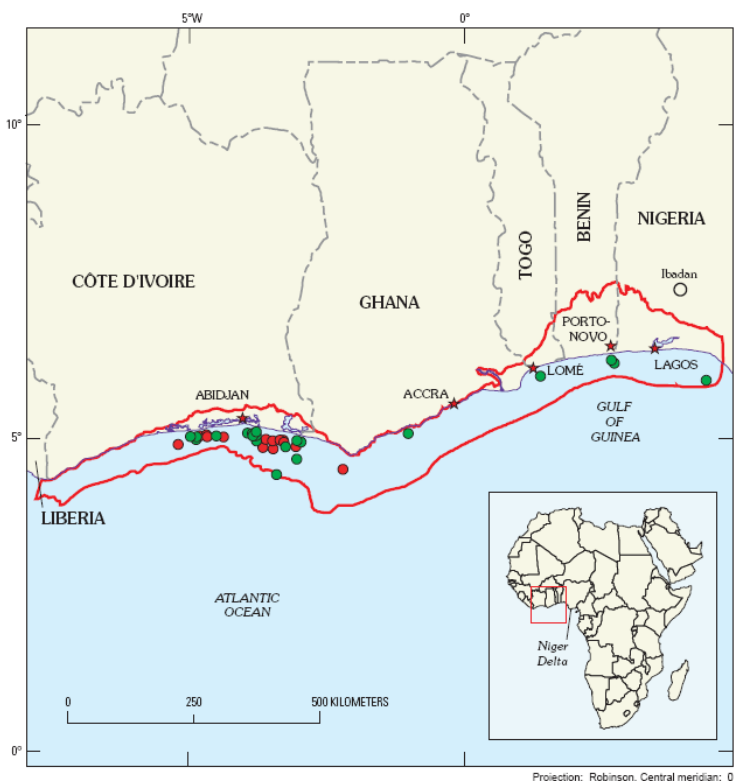 5°W
0°
10°
NIGERIA
BENIN
TOGO
Ibadan
CÔTE D'IVOIRE
GHANA
PORTO-
NOVO
LAGOS
LOMÉ
ABIDJAN
ACCRA
GULF
OF
GUINEA
5°
LIBERIA
ATLANTIC
OCEAN
Niger
Delta
0
250
500 KILOMETERS
0°
Projection: Robinson. Central meridian: 0